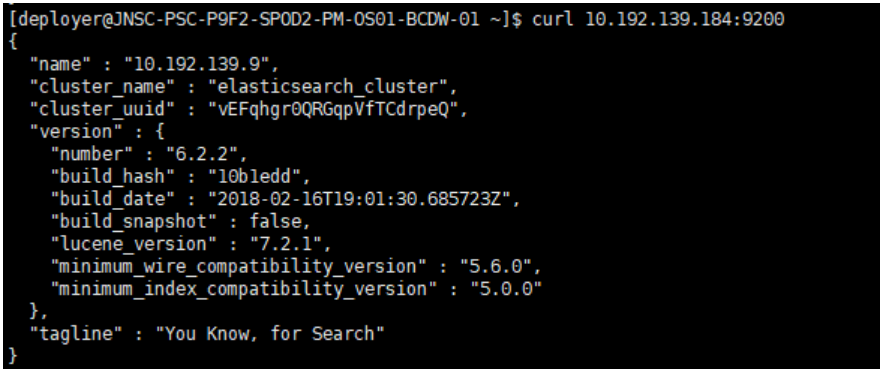 [deployer@JNSC-PSC-P9F2-SPOD2-PM-OS01-BCDW-01 ~]$ curl 10.192.139.184:9200
{
  "name" : "10.192.139.9",
  "cluster_name" : "elasticsearch_cluster",
  "cluster_uuid" : "vEFqhgr0QRGqpVfTCdrpeQ",
  "version" : {
    "number" : "6.2.2",
    "build_hash" : "10b1edd",
    "build_date" : "2018-02-16T19:01:30.685723Z",
    "build_snapshot" : false,
    "lucene_version" : "7.2.1",
    "minimum_wire_compatibility_version" : "5.6.0",
    "minimum_index_compatibility_version" : "5.0.0"
  },
  "tagline" : "You Know, for Search"
}